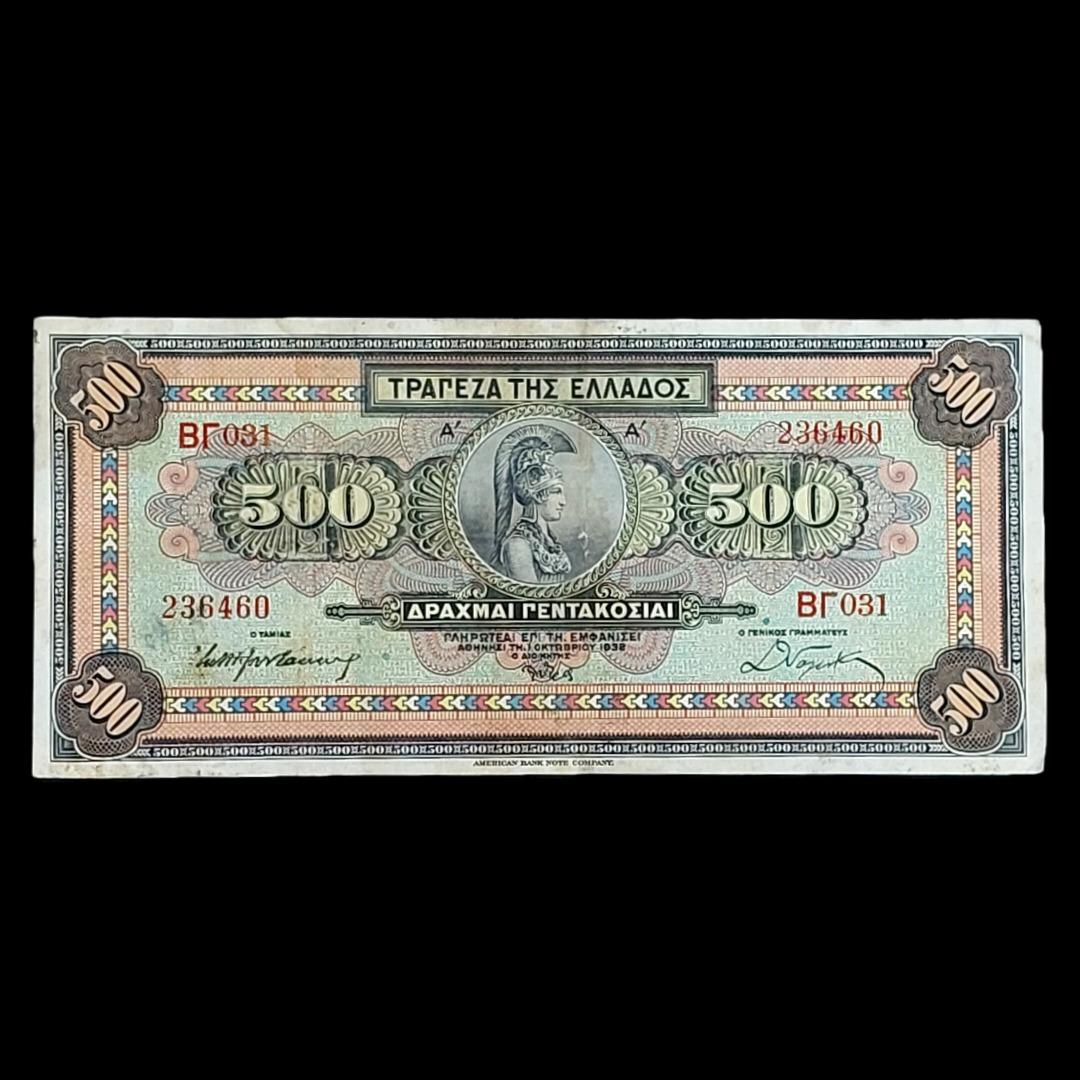 500500500500500500500500500500500500500500500500500500500500500
500 500
ΤΡΑΠΕΖΑ ΤΗΣ ΕΛΛΑΔΟΣ
ΒΓ031 Α΄ Α΄ 236460
500 500
236460 ΔΡΑΧΜΑΙ ΠΕΝΤΑΚΟΣΙΑΙ ΒΓ031
Ο ΤΑΜΙΑΣ ΠΛΗΡΩΤΕΑΙ ΕΠΙ ΤΗ, ΕΜΦΑΝΙΣΕΙ Ο ΓΕΝΙΚΟΣ ΓΡΑΜΜΑΤΕΥΣ
ΑΘΗΝΗΣΙ ΤΗ, 1 ΟΚΤΩΒΡΙΟΥ 1932
Ο ΔΙΟΙΚΗΤΗΣ
500 500
AMERICAN BANK NOTE COMPANY.